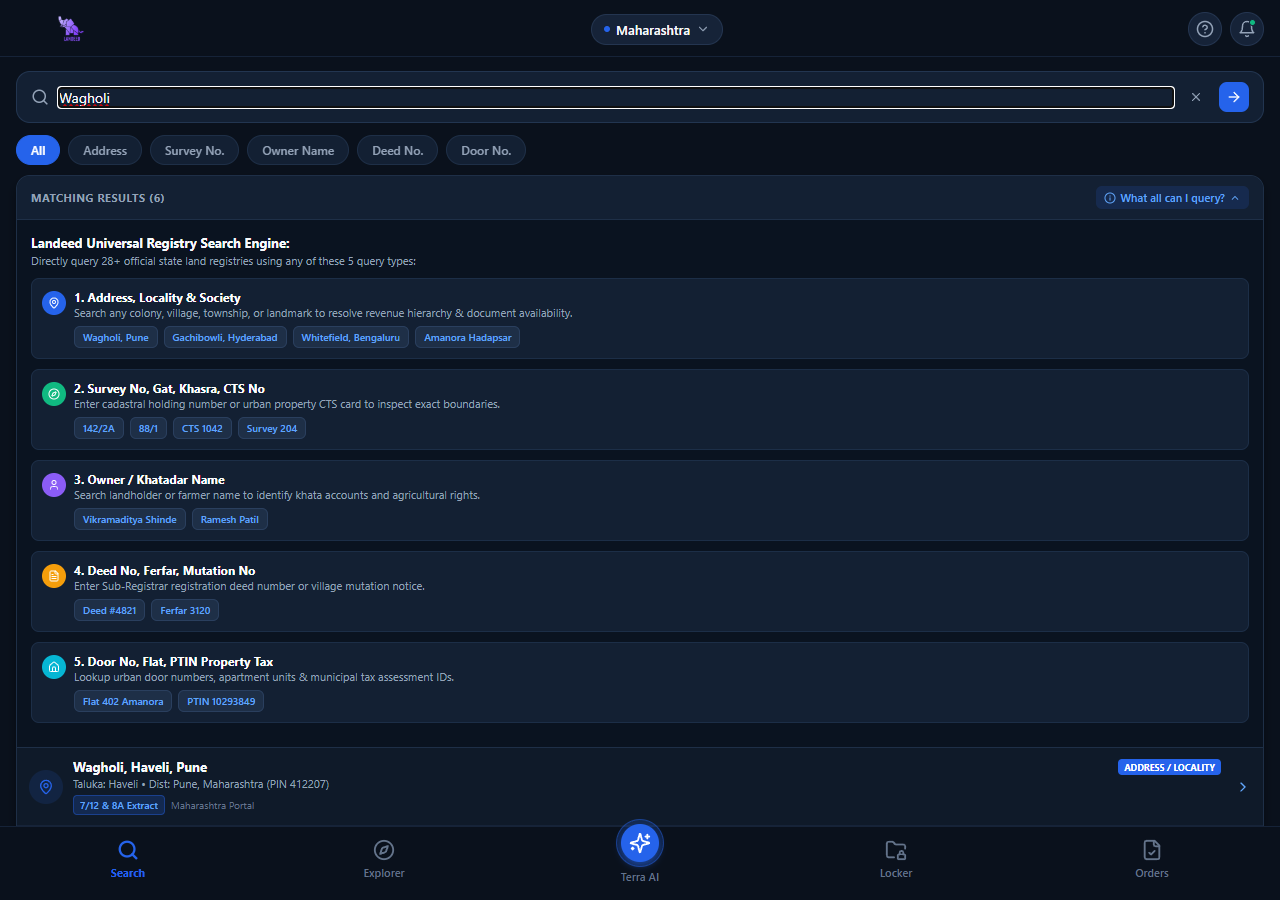 LANDEED
Maharashtra
Wagholi
All
Address
Survey No.
Owner Name
Deed No.
Door No.
MATCHING RESULTS (6)
What all can I query?
Landeed Universal Registry Search Engine:
Directly query 28+ official state land registries using any of these 5 query types:
1. Address, Locality & Society
Search any colony, village, township, or landmark to resolve revenue hierarchy & document availability.
Wagholi, Pune
Gachibowli, Hyderabad
Whitefield, Bengaluru
Amanora Hadapsar
2. Survey No, Gat, Khasra, CTS No
Enter cadastral holding number or urban property CTS card to inspect exact boundaries.
142/2A
88/1
CTS 1042
Survey 204
3. Owner / Khatadar Name
Search landholder or farmer name to identify khata accounts and agricultural rights.
Vikramaditya Shinde
Ramesh Patil
4. Deed No, Ferfar, Mutation No
Enter Sub-Registrar registration deed number or village mutation notice.
Deed #4821
Ferfar 3120
5. Door No, Flat, PTIN Property Tax
Lookup urban door numbers, apartment units & municipal tax assessment IDs.
Flat 402 Amanora
PTIN 10293849
Wagholi, Haveli, Pune
ADDRESS / LOCALITY
Taluka: Haveli • Dist: Pune, Maharashtra (PIN 412207)
7/12 & 8A Extract
Maharashtra Portal
Search
Explorer
Terra AI
Locker
Orders